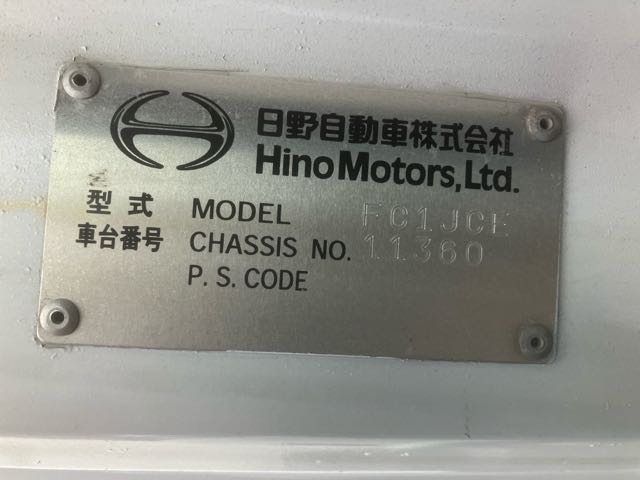 日野自動車株式会社
Hino Motors, Ltd.
型式 MODEL FC1JCE
車台番号 CHASSIS NO. 11360
P. S. CODE